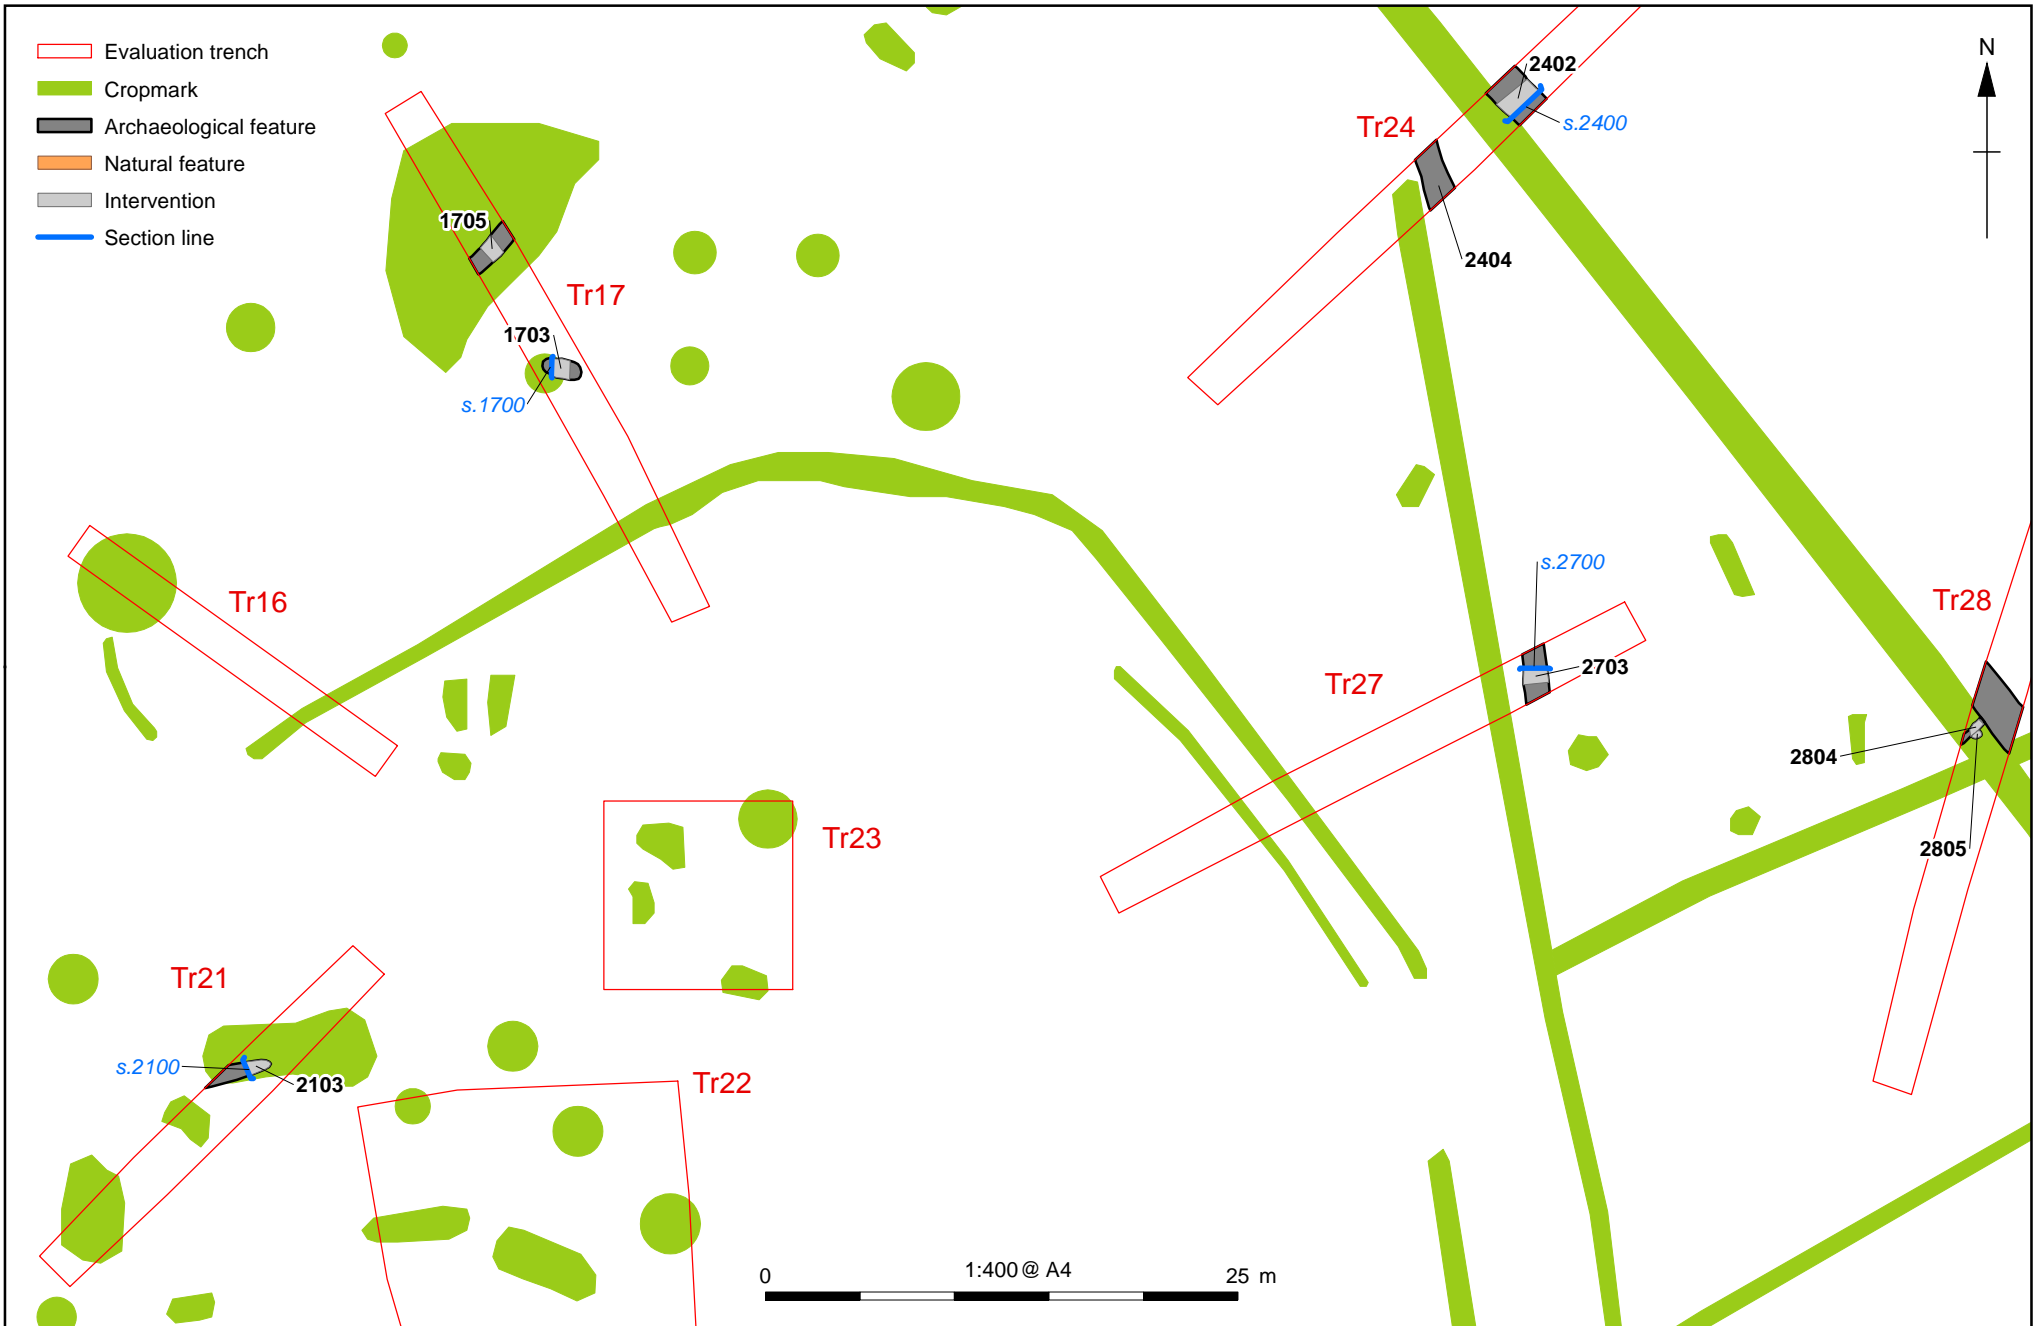 Evaluation trench
Cropmark
Archaeological feature
Natural feature
Intervention
Section line
N
2402
s.2400
Tr24
2404
1705
Tr17
1703
s.1700
s.2700
Tr16
Tr28
2703
Tr27
2804
2805
Tr23
Tr21
s.2100
2103
Tr22
0 1:400 @ A4 25 m